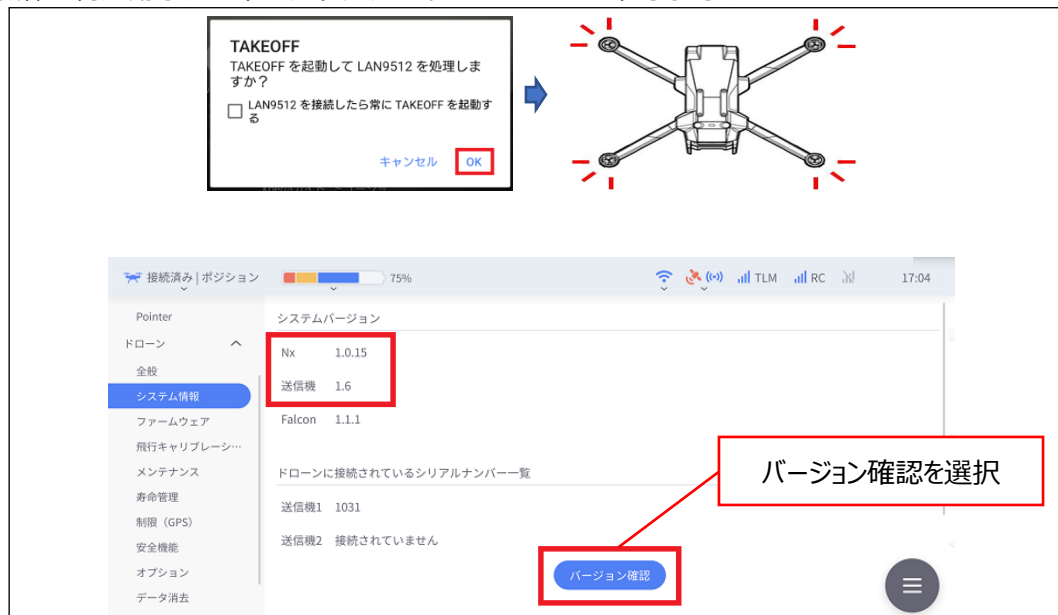 TAKEOFF
TAKEOFF を起動して LAN9512 を処理しま
すか？
LAN9512 を接続したら常に TAKEOFF を起動す
る
キャンセル OK
接続済み | ポジション 75% TLM RC 17:04
Pointer
ドローン
全般
システム情報
ファームウェア
飛行キャリブレーシ…
メンテナンス
寿命管理
制限（GPS）
安全機能
オプション
データ消去
システムバージョン
Nx 1.0.15
送信機 1.6
Falcon 1.1.1
ドローンに接続されているシリアルナンバー一覧
送信機1 1031
送信機2 接続されていません
バージョン確認
バージョン確認を選択